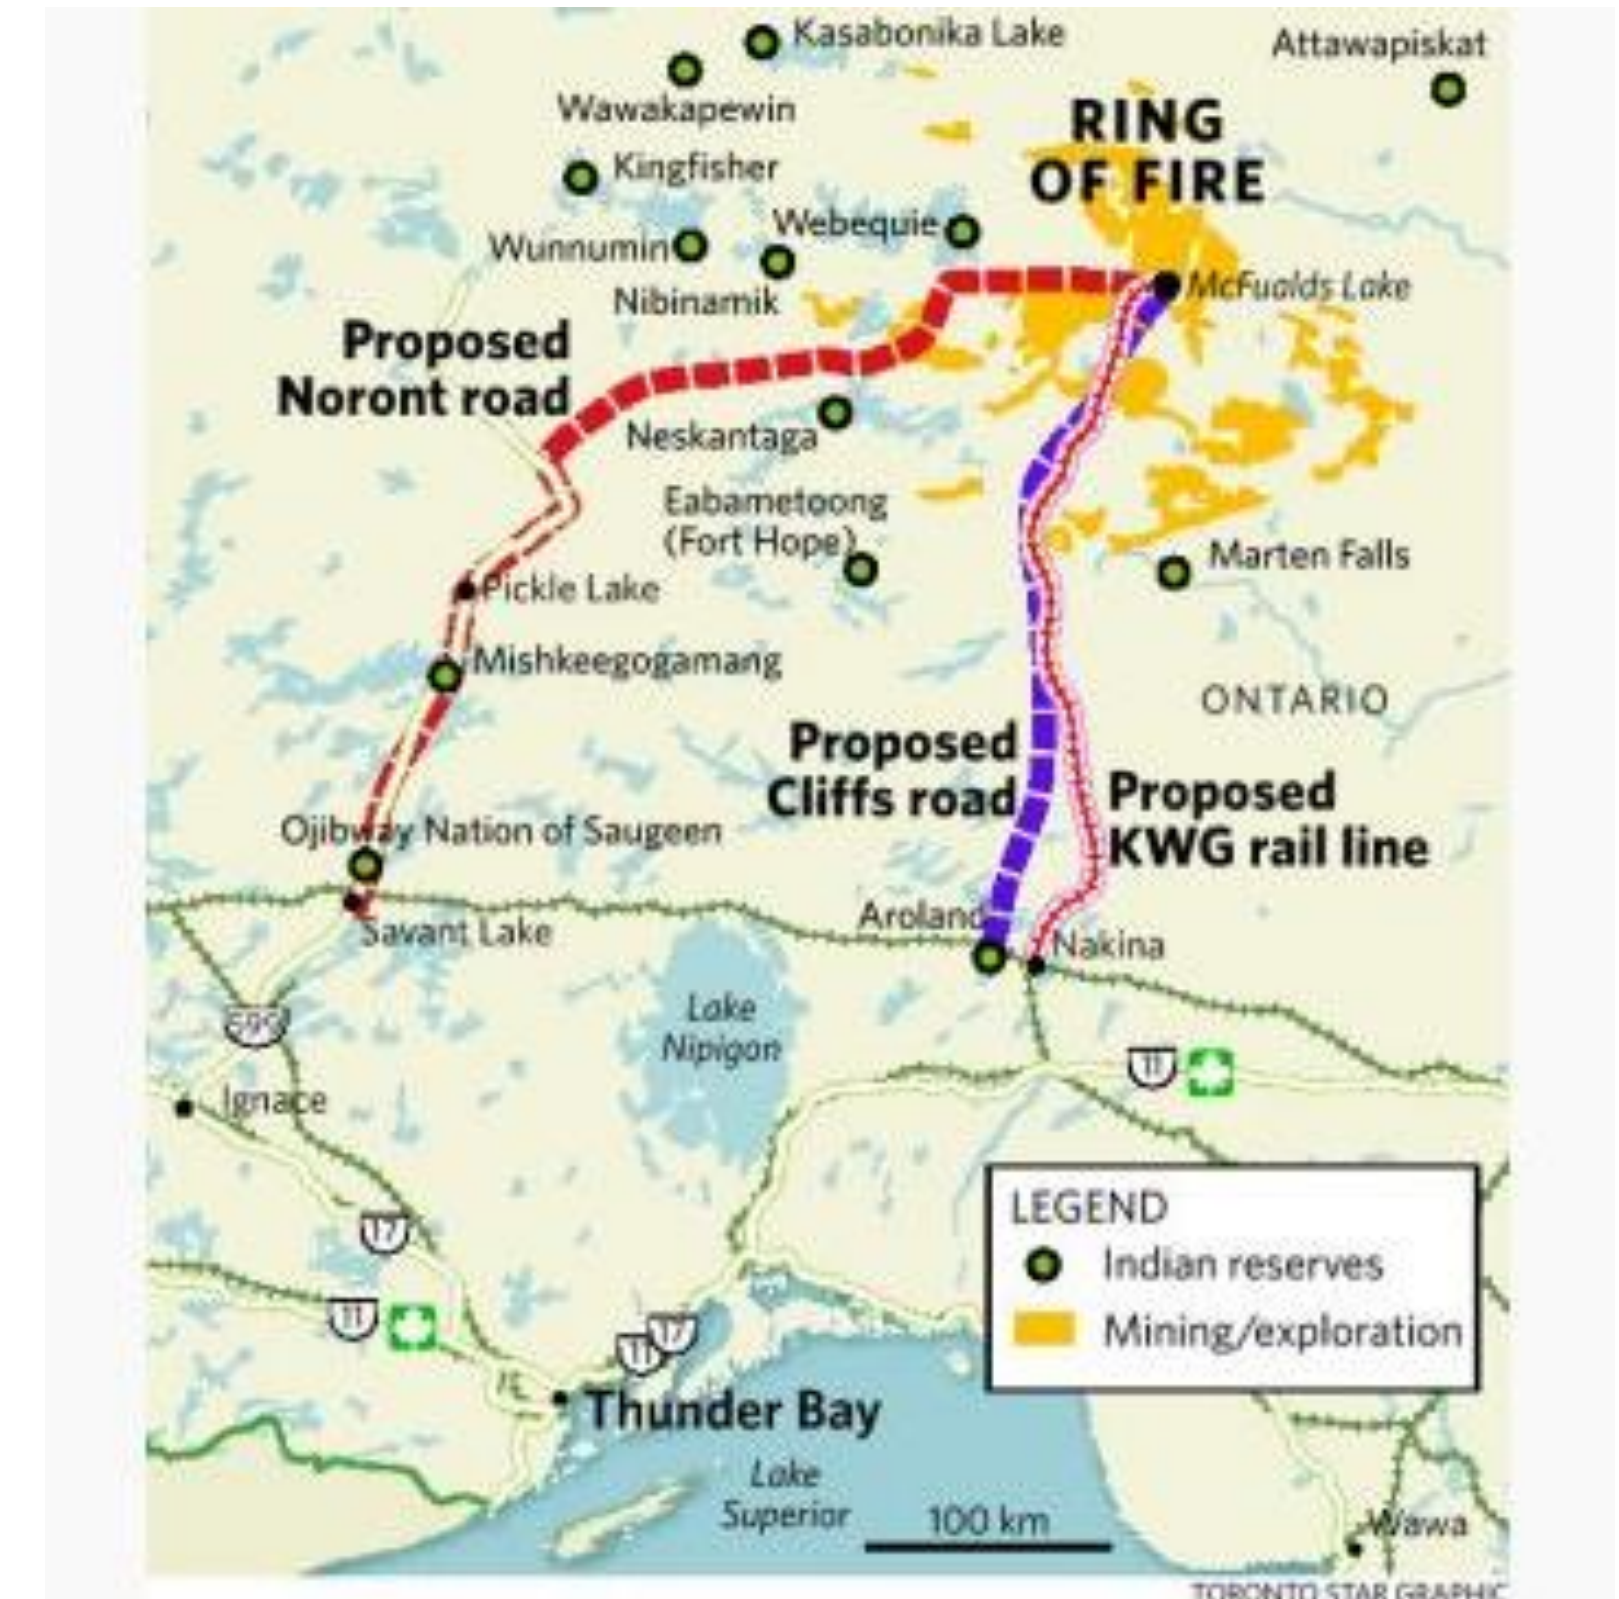 Kasabonika Lake
Attawapiskat
Wawakapewin
RING
OF FIRE
Kingfisher
Webequie
Wunnumin
Nibinamik
McFualds Lake
Proposed
Noront road
Neskantaga
Eabametoong
(Fort Hope)
Marten Falls
Pickle Lake
Mishkeegogamang
ONTARIO
Proposed
Cliffs road
Proposed
KWG rail line
Ojibway Nation of Saugeen
Aroland
Savant Lake
Nakina
Lake
Nipigon
599
11
Ignace
17
LEGEND
Indian reserves
Mining/exploration
11
17
11
Thunder Bay
Lake
Superior
100 km
Wawa
TORONTO STAR GRAPHIC